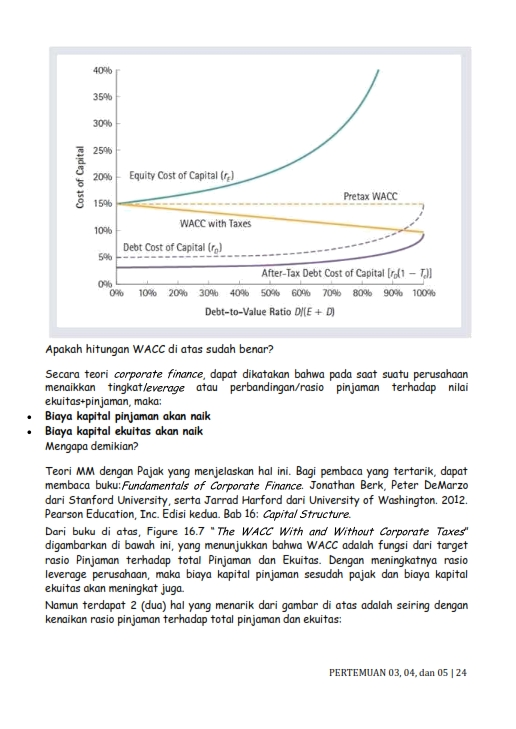 40%
35%
30%
25%
20%
15%
10%
5%
0%
Cost of Capital
Equity Cost of Capital (rE)
Pretax WACC
WACC with Taxes
Debt Cost of Capital (rD)
After-Tax Debt Cost of Capital [rD(1 − Tc)]
0% 10% 20% 30% 40% 50% 60% 70% 80% 90% 100%
Debt-to-Value Ratio D/(E + D)
Apakah hitungan WACC di atas sudah benar?
Secara teori corporate finance, dapat dikatakan bahwa pada saat suatu perusahaan
menaikkan tingkatleverage atau perbandingan/rasio pinjaman terhadap nilai
ekuitas+pinjaman, maka:
• Biaya kapital pinjaman akan naik
• Biaya kapital ekuitas akan naik
Mengapa demikian?
Teori MM dengan Pajak yang menjelaskan hal ini. Bagi pembaca yang tertarik, dapat
membaca buku:Fundamentals of Corporate Finance. Jonathan Berk, Peter DeMarzo
dari Stanford University, serta Jarrad Harford dari University of Washington. 2012.
Pearson Education, Inc. Edisi kedua. Bab 16: Capital Structure.
Dari buku di atas, Figure 16.7 "The WACC With and Without Corporate Taxes"
digambarkan di bawah ini, yang menunjukkan bahwa WACC adalah fungsi dari target
rasio Pinjaman terhadap total Pinjaman dan Ekuitas. Dengan meningkatnya rasio
leverage perusahaan, maka biaya kapital pinjaman sesudah pajak dan biaya kapital
ekuitas akan meningkat juga.
Namun terdapat 2 (dua) hal yang menarik dari gambar di atas adalah seiring dengan
kenaikan rasio pinjaman terhadap total pinjaman dan ekuitas:
PERTEMUAN 03, 04, dan 05 | 24